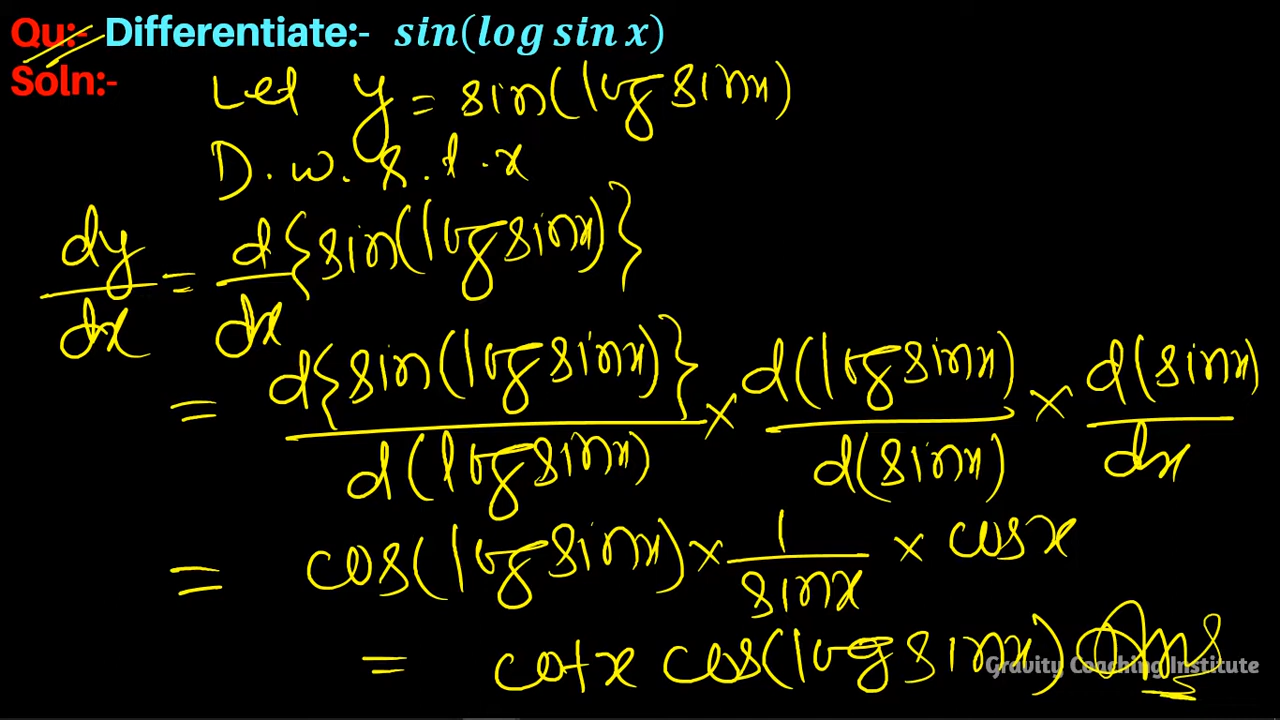 Qu:- Differentiate:- sin(log sin x)
Soln:-
Let y = sin(log sinx)
D.w.r.t.x
dy/dx = d/dx {sin(log sinx)}
= d{sin(log sinx)}/d(log sinx) × d(log sinx)/d(sinx) × d(sinx)/dx
= cos(log sinx) × 1/sinx × cosx
= cotx cos(log sinx) Ans
Gravity Coaching Institute